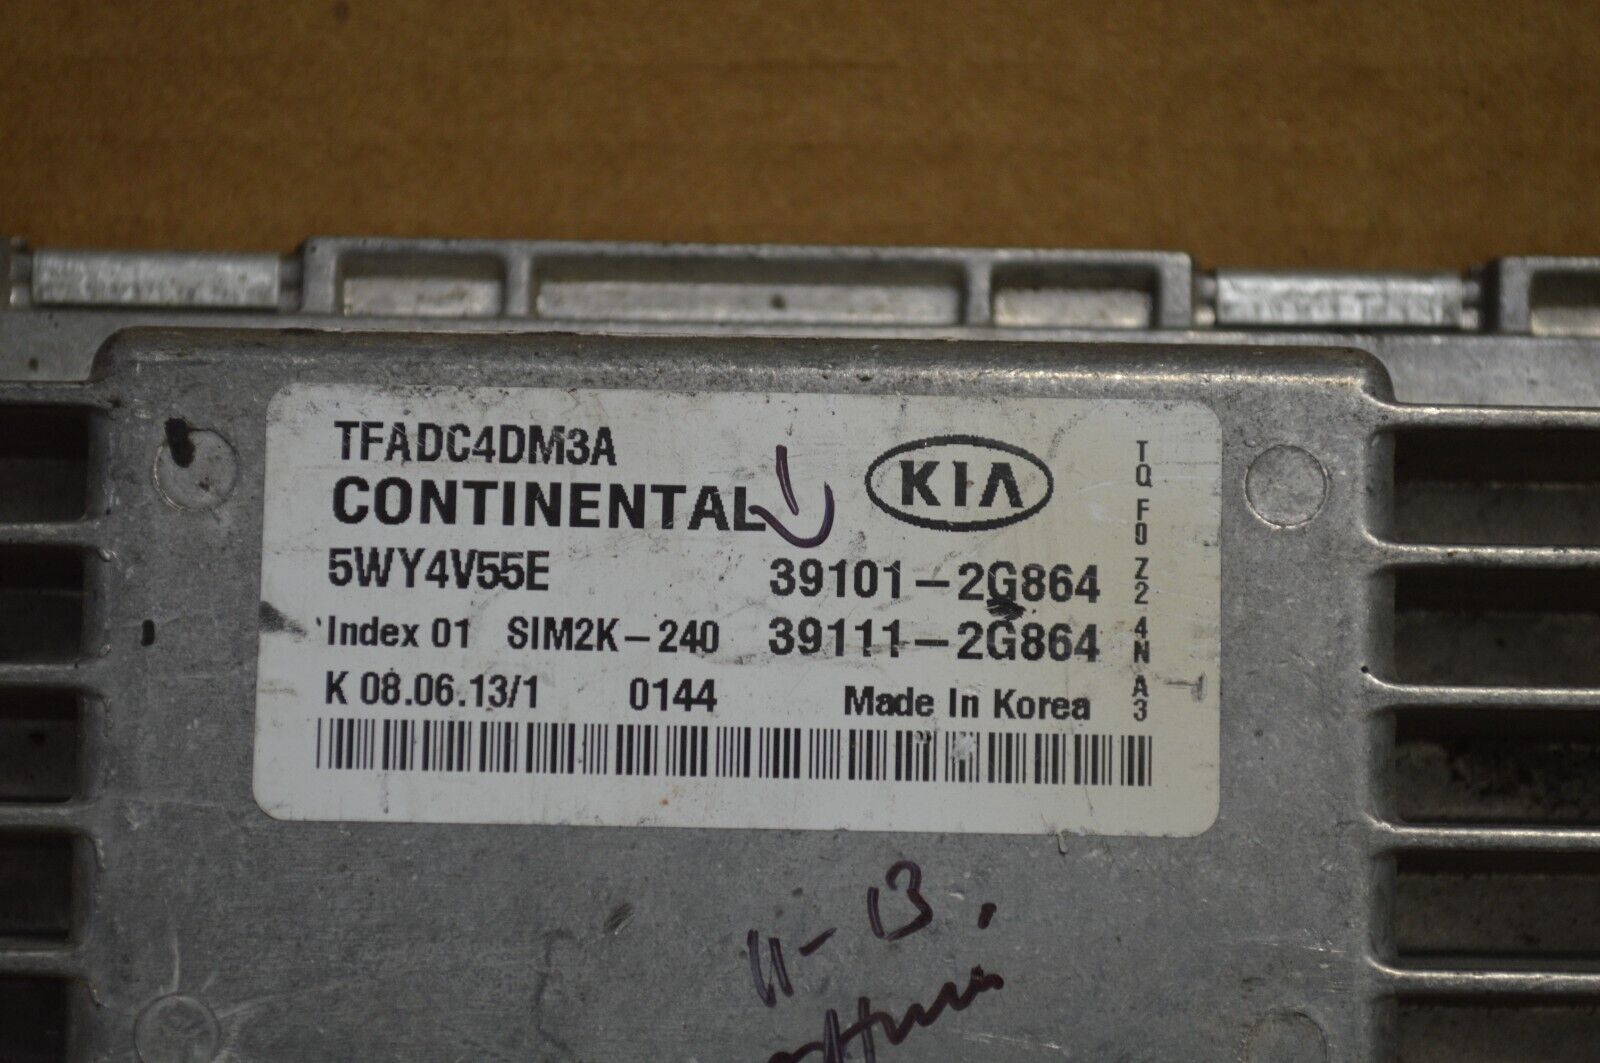 TFADC4DM3A
CONTINENTAL
KIA
5WY4V55E 39101-2G864
Index 01 SIM2K-240 39111-2G864
K 08.06.13/1 0144 Made In Korea
TQ F0 Z2 4N A3
11-13.